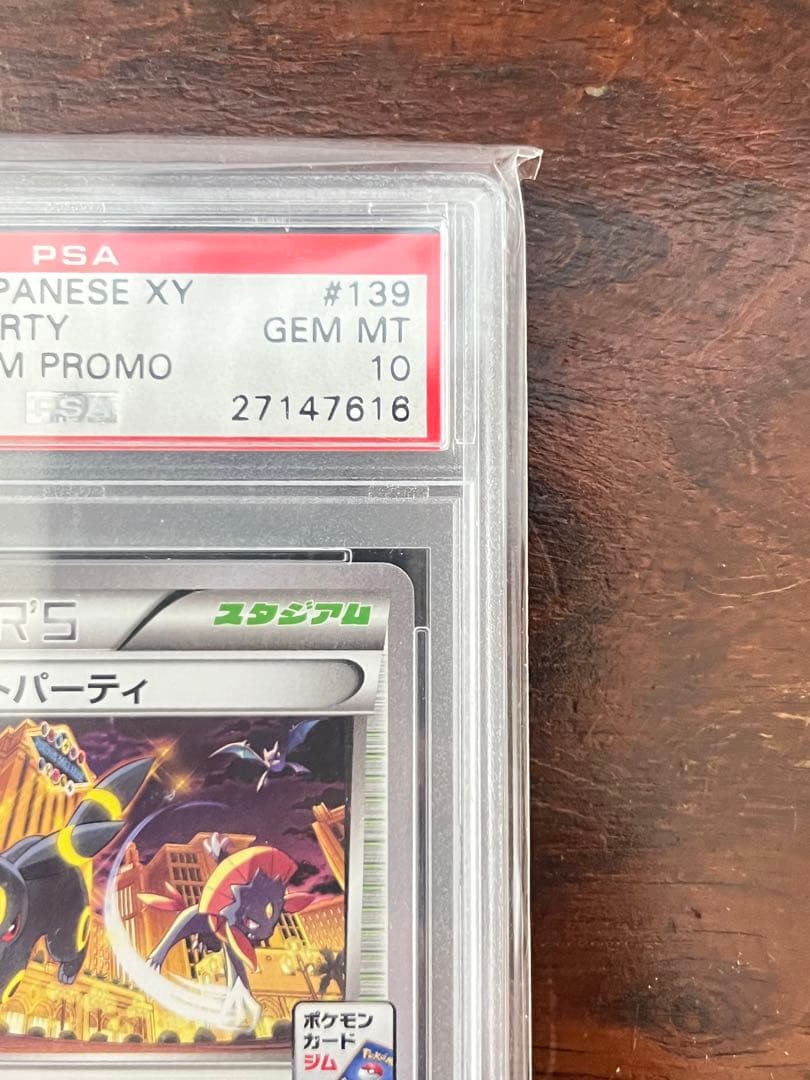 PSA
PANESE XY #139
RTY GEM MT
M PROMO 10
PSA 27147616
R'S スタジアム
トパーティ
ポケモン
カード
ジム